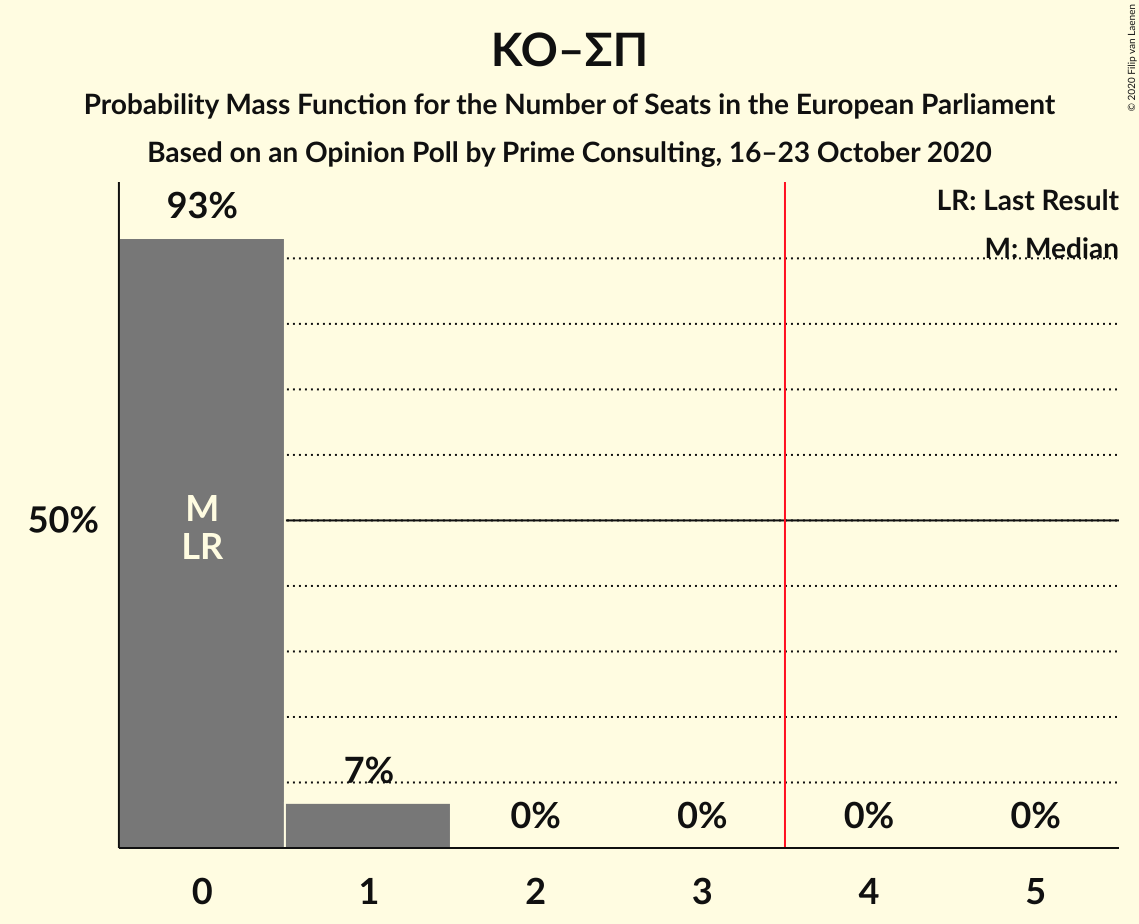 ΚΟ–ΣΠ
Probability Mass Function for the Number of Seats in the European Parliament
Based on an Opinion Poll by Prime Consulting, 16–23 October 2020
© 2020 Filip van Laenen
LR: Last Result
M: Median
93%
50%
M
LR
7%
0%
0%
0%
0%
0
1
2
3
4
5